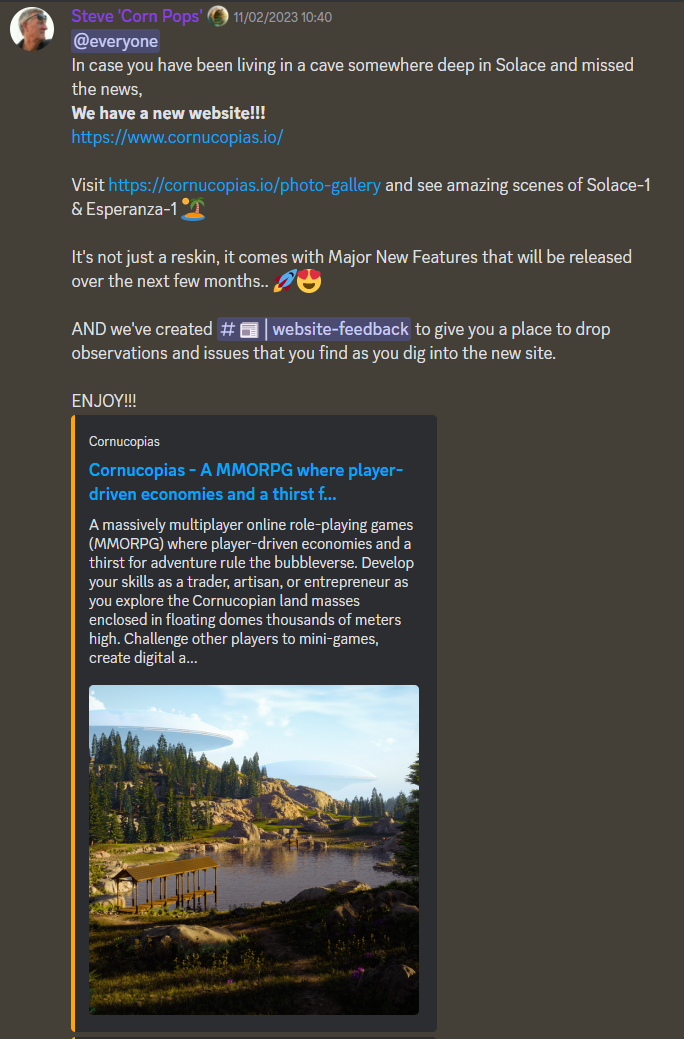 Steve 'Corn Pops' 11/02/2023 10:40
@everyone
In case you have been living in a cave somewhere deep in Solace and missed
the news,
We have a new website!!!
https://www.cornucopias.io/
Visit https://cornucopias.io/photo-gallery and see amazing scenes of Solace-1
& Esperanza-1 🏝️
It's not just a reskin, it comes with Major New Features that will be released
over the next few months.. 🚀😍
AND we've created # 📰 | website-feedback to give you a place to drop
observations and issues that you find as you dig into the new site.
ENJOY!!!
Cornucopias
Cornucopias - A MMORPG where player-
driven economies and a thirst f...
A massively multiplayer online role-playing games
(MMORPG) where player-driven economies and a
thirst for adventure rule the bubbleverse. Develop
your skills as a trader, artisan, or entrepreneur as
you explore the Cornucopian land masses
enclosed in floating domes thousands of meters
high. Challenge other players to mini-games,
create digital a...